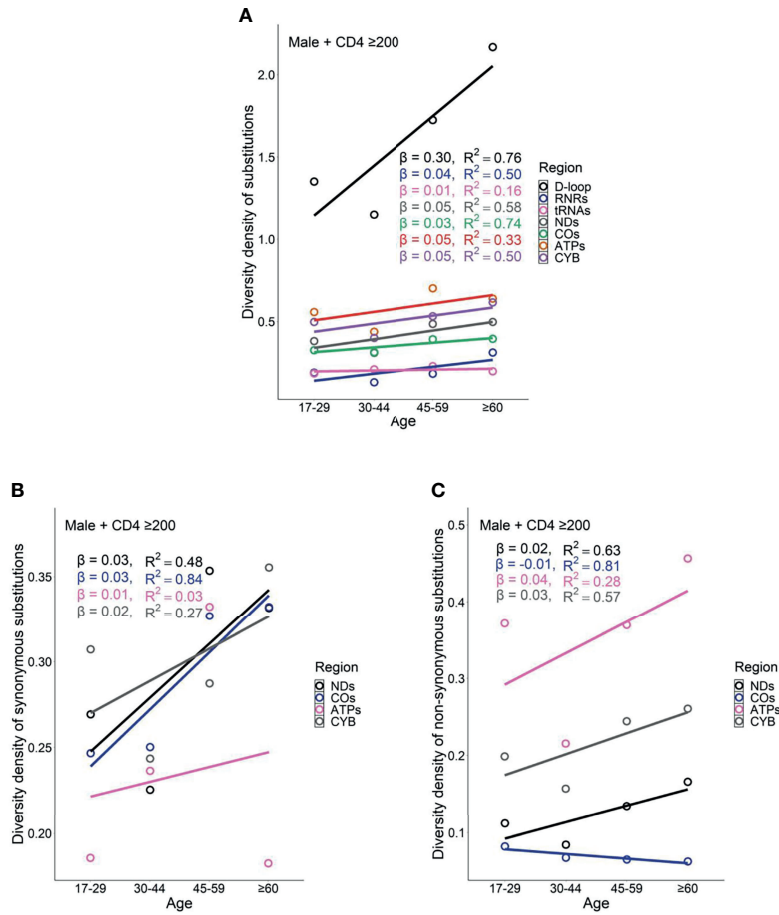 A
Male + CD4 ≥200
Diversity density of substitutions
2.0
1.5
1.0
0.5
β = 0.30, R² = 0.76
β = 0.04, R² = 0.50
β = 0.01, R² = 0.16
β = 0.05, R² = 0.58
β = 0.03, R² = 0.74
β = 0.05, R² = 0.33
β = 0.05, R² = 0.50
Region
D-loop
RNRs
tRNAs
NDs
COs
ATPs
CYB
17-29 30-44 45-59 ≥60
Age
B
Male + CD4 ≥200
Diversity density of synonymous substitutions
β = 0.03, R² = 0.48
β = 0.03, R² = 0.84
β = 0.01, R² = 0.03
β = 0.02, R² = 0.27
0.35
0.30
0.25
0.20
Region
NDs
COs
ATPs
CYB
17-29 30-44 45-59 ≥60
Age
C
Male + CD4 ≥200
Diversity density of non-synonymous substitutions
β = 0.02, R² = 0.63
β = -0.01, R² = 0.81
β = 0.04, R² = 0.28
β = 0.03, R² = 0.57
0.5
0.4
0.3
0.2
0.1
Region
NDs
COs
ATPs
CYB
17-29 30-44 45-59 ≥60
Age